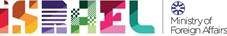 ISRAEL
Ministry of
Foreign Affairs